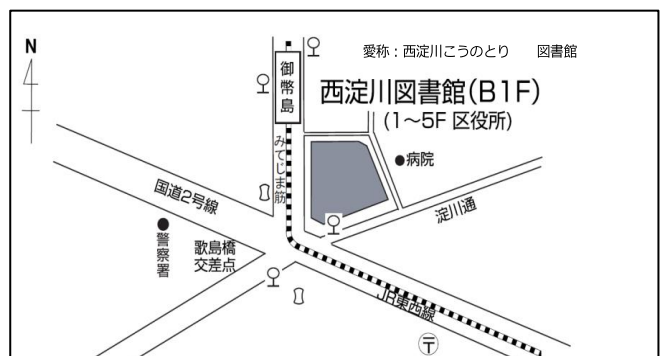 愛称：西淀川こうのとり　図書館
N
御幣島
西淀川図書館(B1F)
(1～5F 区役所)
みてじま筋
病院
国道2号線
淀川通
警察署
歌島橋
交差点
JR東西線
〒